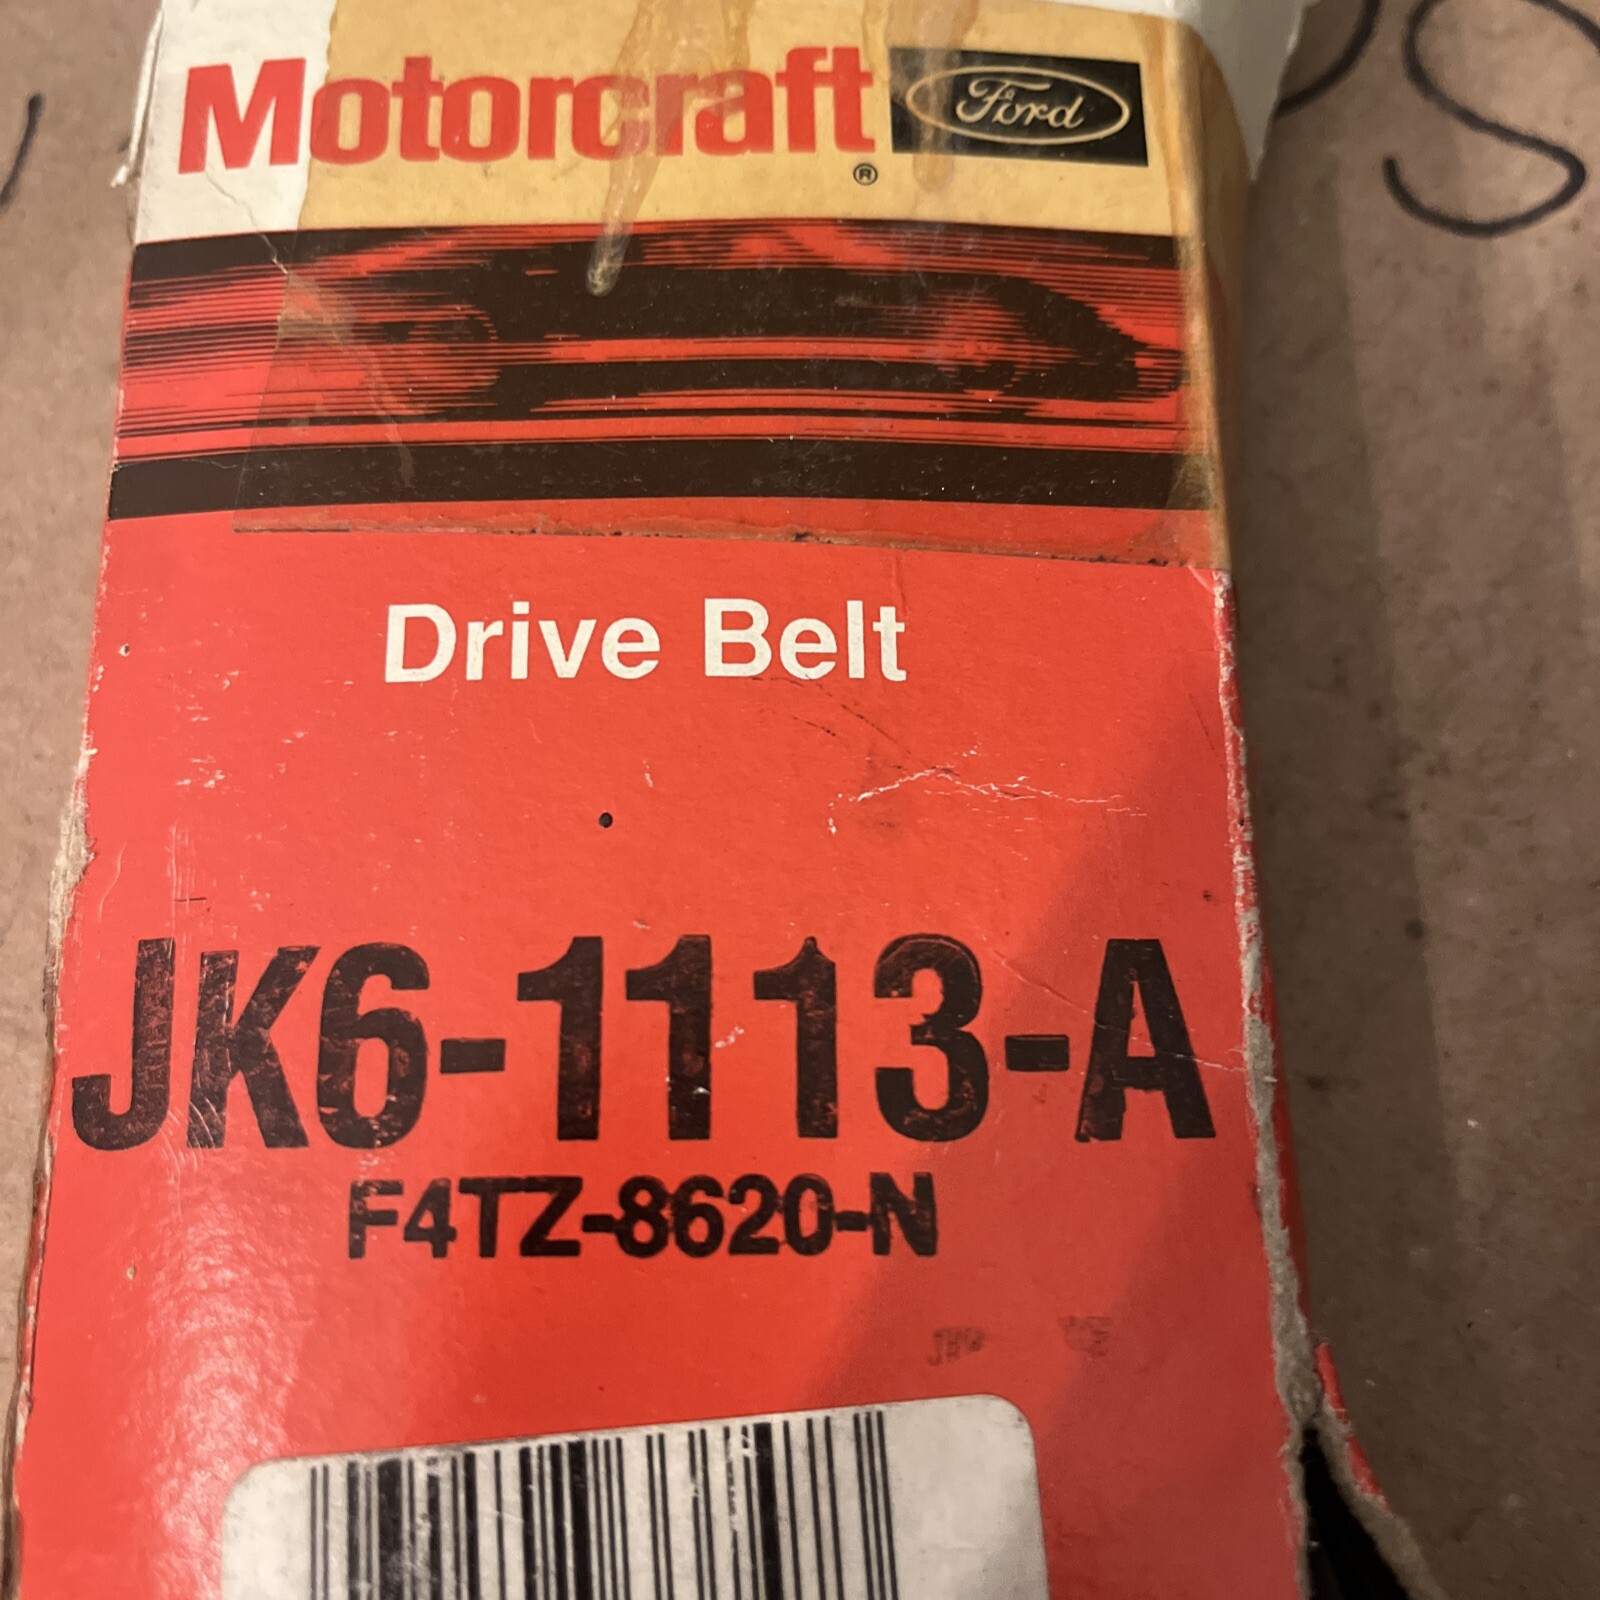 Motorcraft Ford
®
Drive Belt
JK6-1113-A
F4TZ-8620-N